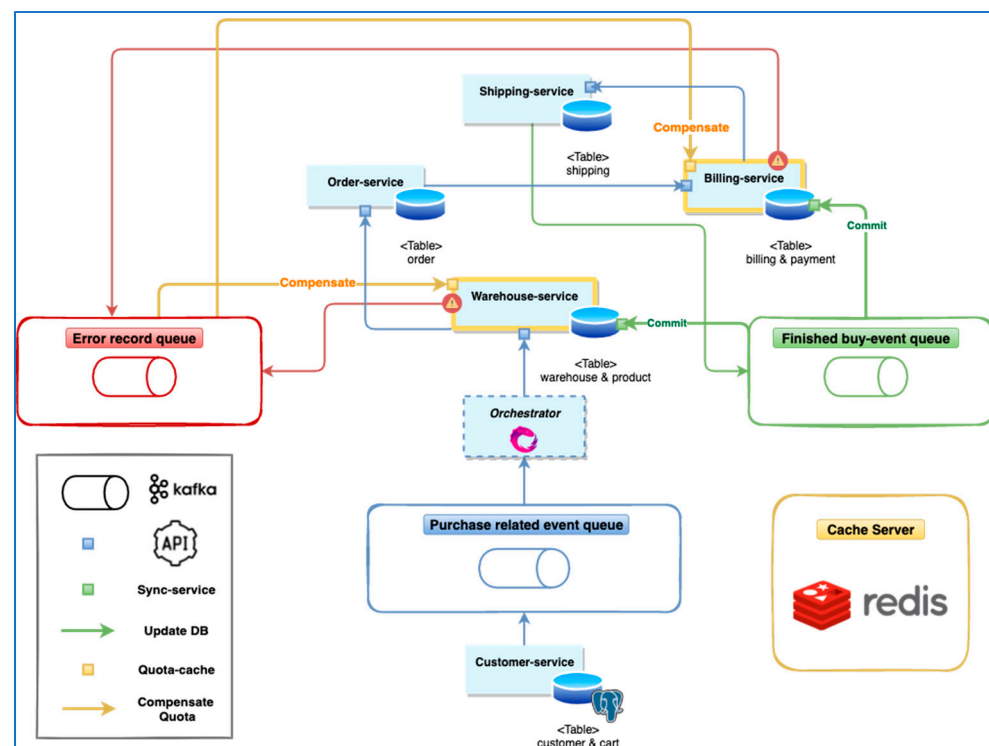 Shipping-service
Compensate
<Table>
shipping
Billing-service
Order-service
Commit
<Table>
order
<Table>
billing & payment
Compensate
Warehouse-service
Error record queue
Commit
Finished buy-event queue
<Table>
warehouse & product
Orchestrator
kafka
Purchase related event queue
Cache Server
API
Sync-service
redis
Update DB
Customer-service
Quota-cache
Compensate
Quota
<Table>
customer & cart